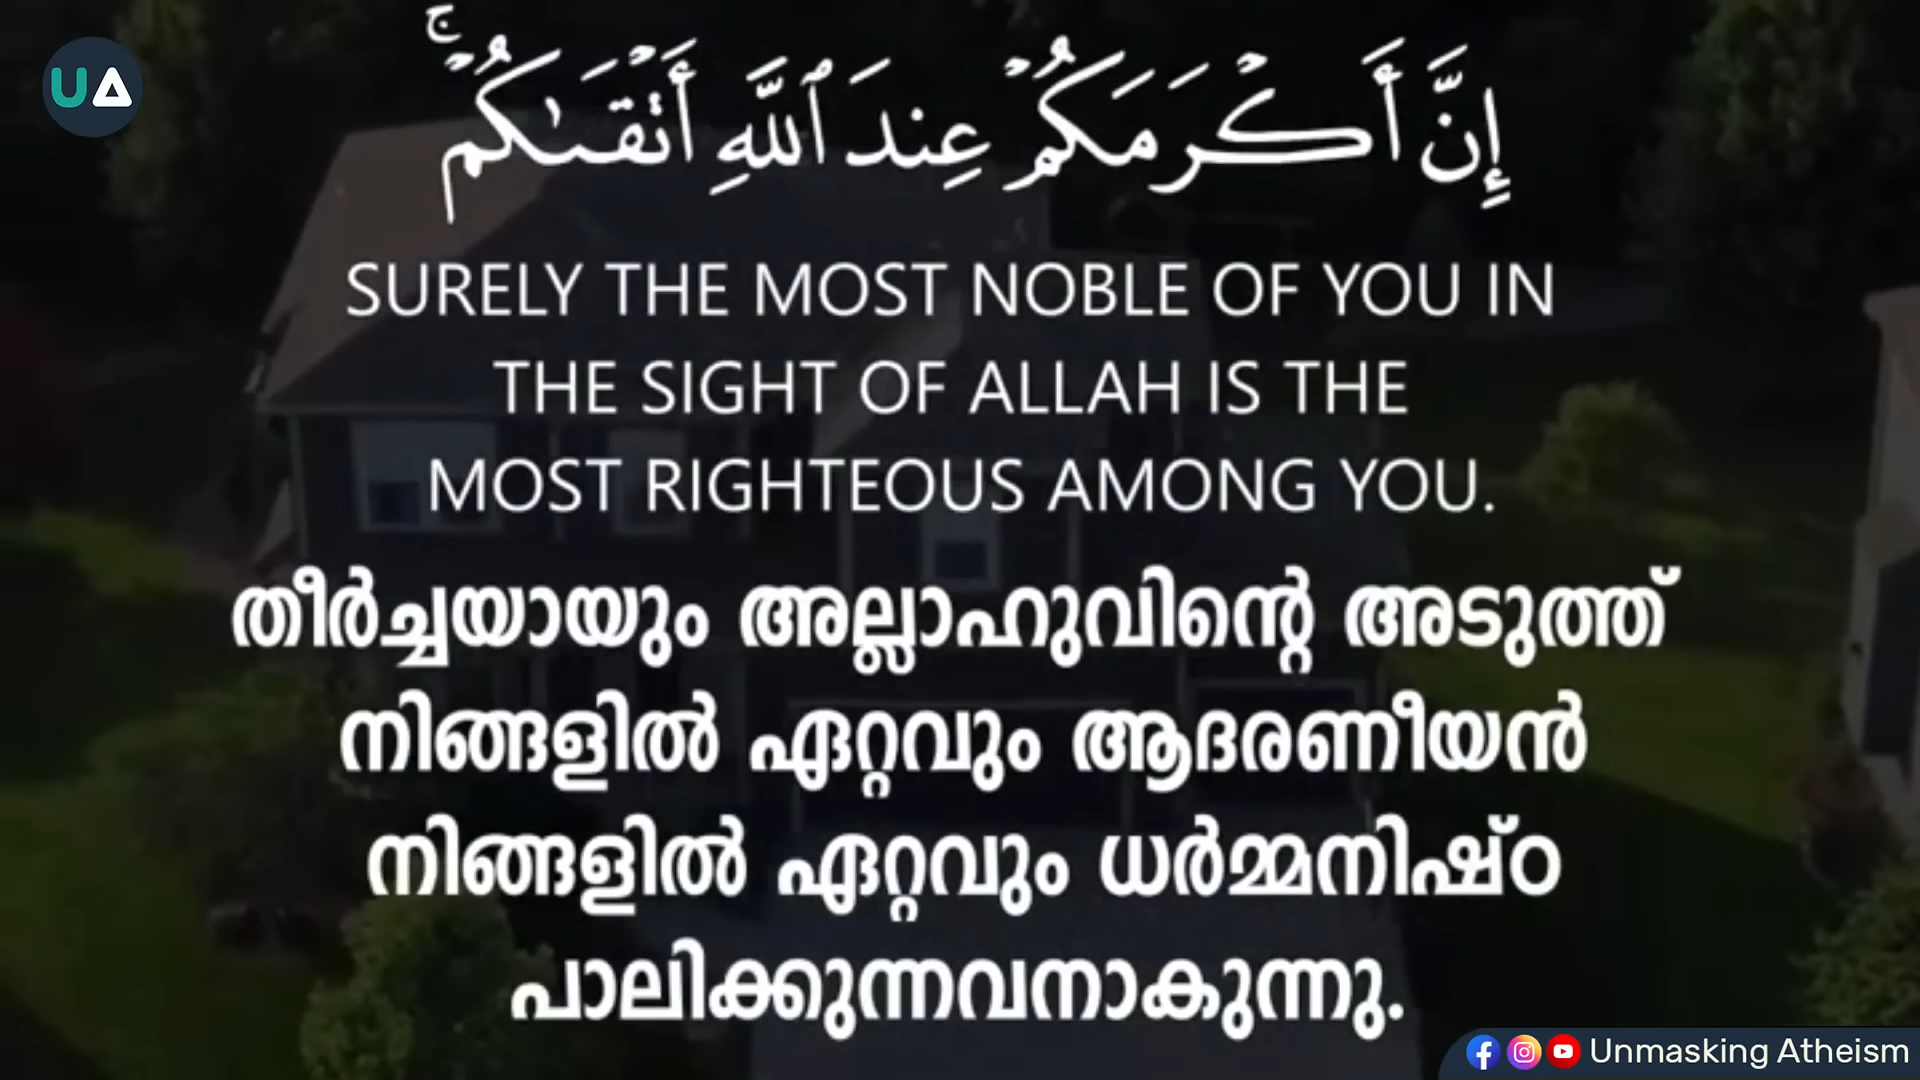 UA
إِنَّ أَكۡرَمَكُمۡ عِندَ ٱللَّهِ أَتۡقَىٰكُمۡۚ
SURELY THE MOST NOBLE OF YOU IN
THE SIGHT OF ALLAH IS THE
MOST RIGHTEOUS AMONG YOU.
തീർച്ചയായും അല്ലാഹുവിന്റെ അടുത്ത്
നിങ്ങളിൽ ഏറ്റവും ആദരണീയൻ
നിങ്ങളിൽ ഏറ്റവും ധർമ്മനിഷ്ഠ
പാലിക്കുന്നവനാകുന്നു.
Unmasking Atheism